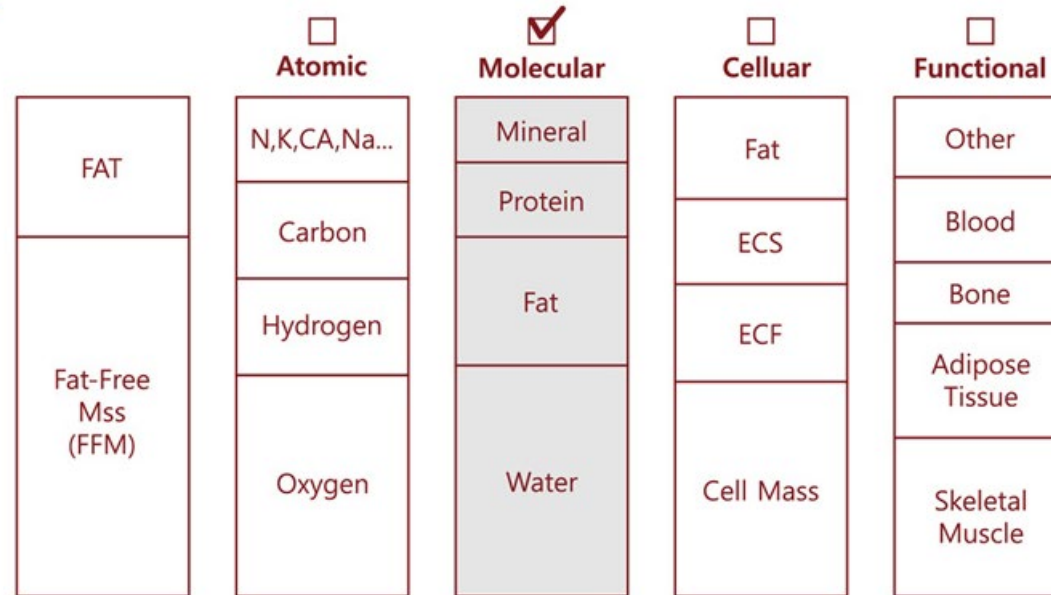 Atomic
Molecular
Celluar
Functional
FAT
Fat-Free
Mss
(FFM)
N,K,CA,Na...
Carbon
Hydrogen
Oxygen
Mineral
Protein
Fat
Water
Fat
ECS
ECF
Cell Mass
Other
Blood
Bone
Adipose
Tissue
Skeletal
Muscle